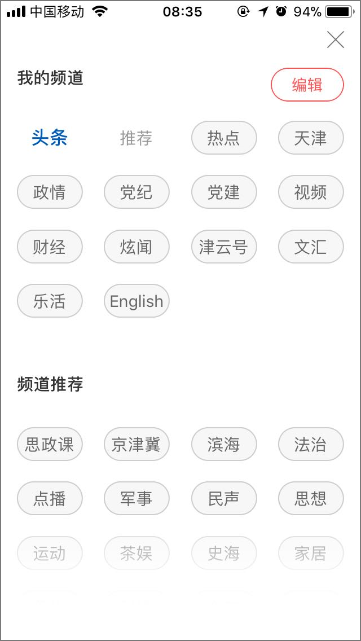 中国移动 08:35 94%
我的频道 编辑
头条 推荐 热点 天津
政情 党纪 党建 视频
财经 炫闻 津云号 文汇
乐活 English
频道推荐
思政课 京津冀 滨海 法治
点播 军事 民声 思想
运动 茶娱 史海 家居